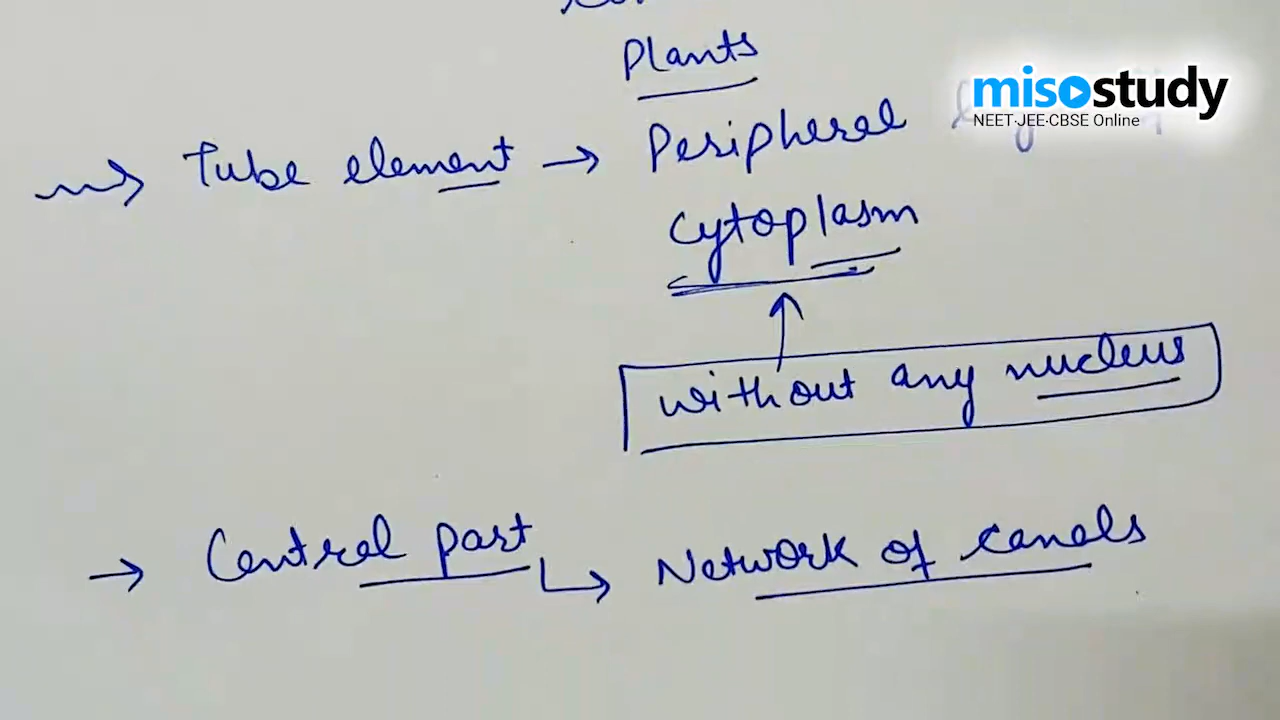 Plants
misostudy
NEET-JEE-CBSE Online
Tube element → Peripheral
Cytoplasm
without any nucleus
→ Central part
↳ Network of canals